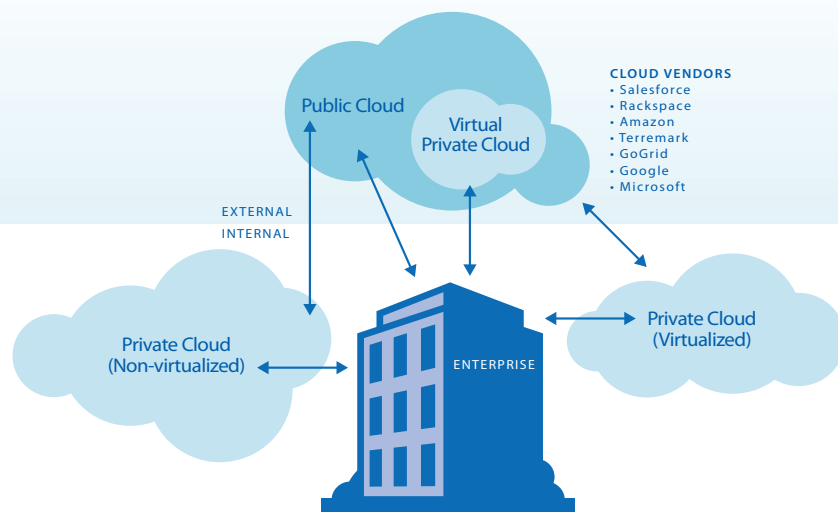 Public Cloud
Virtual
Private Cloud
CLOUD VENDORS
• Salesforce
• Rackspace
• Amazon
• Terremark
• GoGrid
• Google
• Microsoft
EXTERNAL
INTERNAL
Private Cloud
(Non-virtualized)
ENTERPRISE
Private Cloud
(Virtualized)